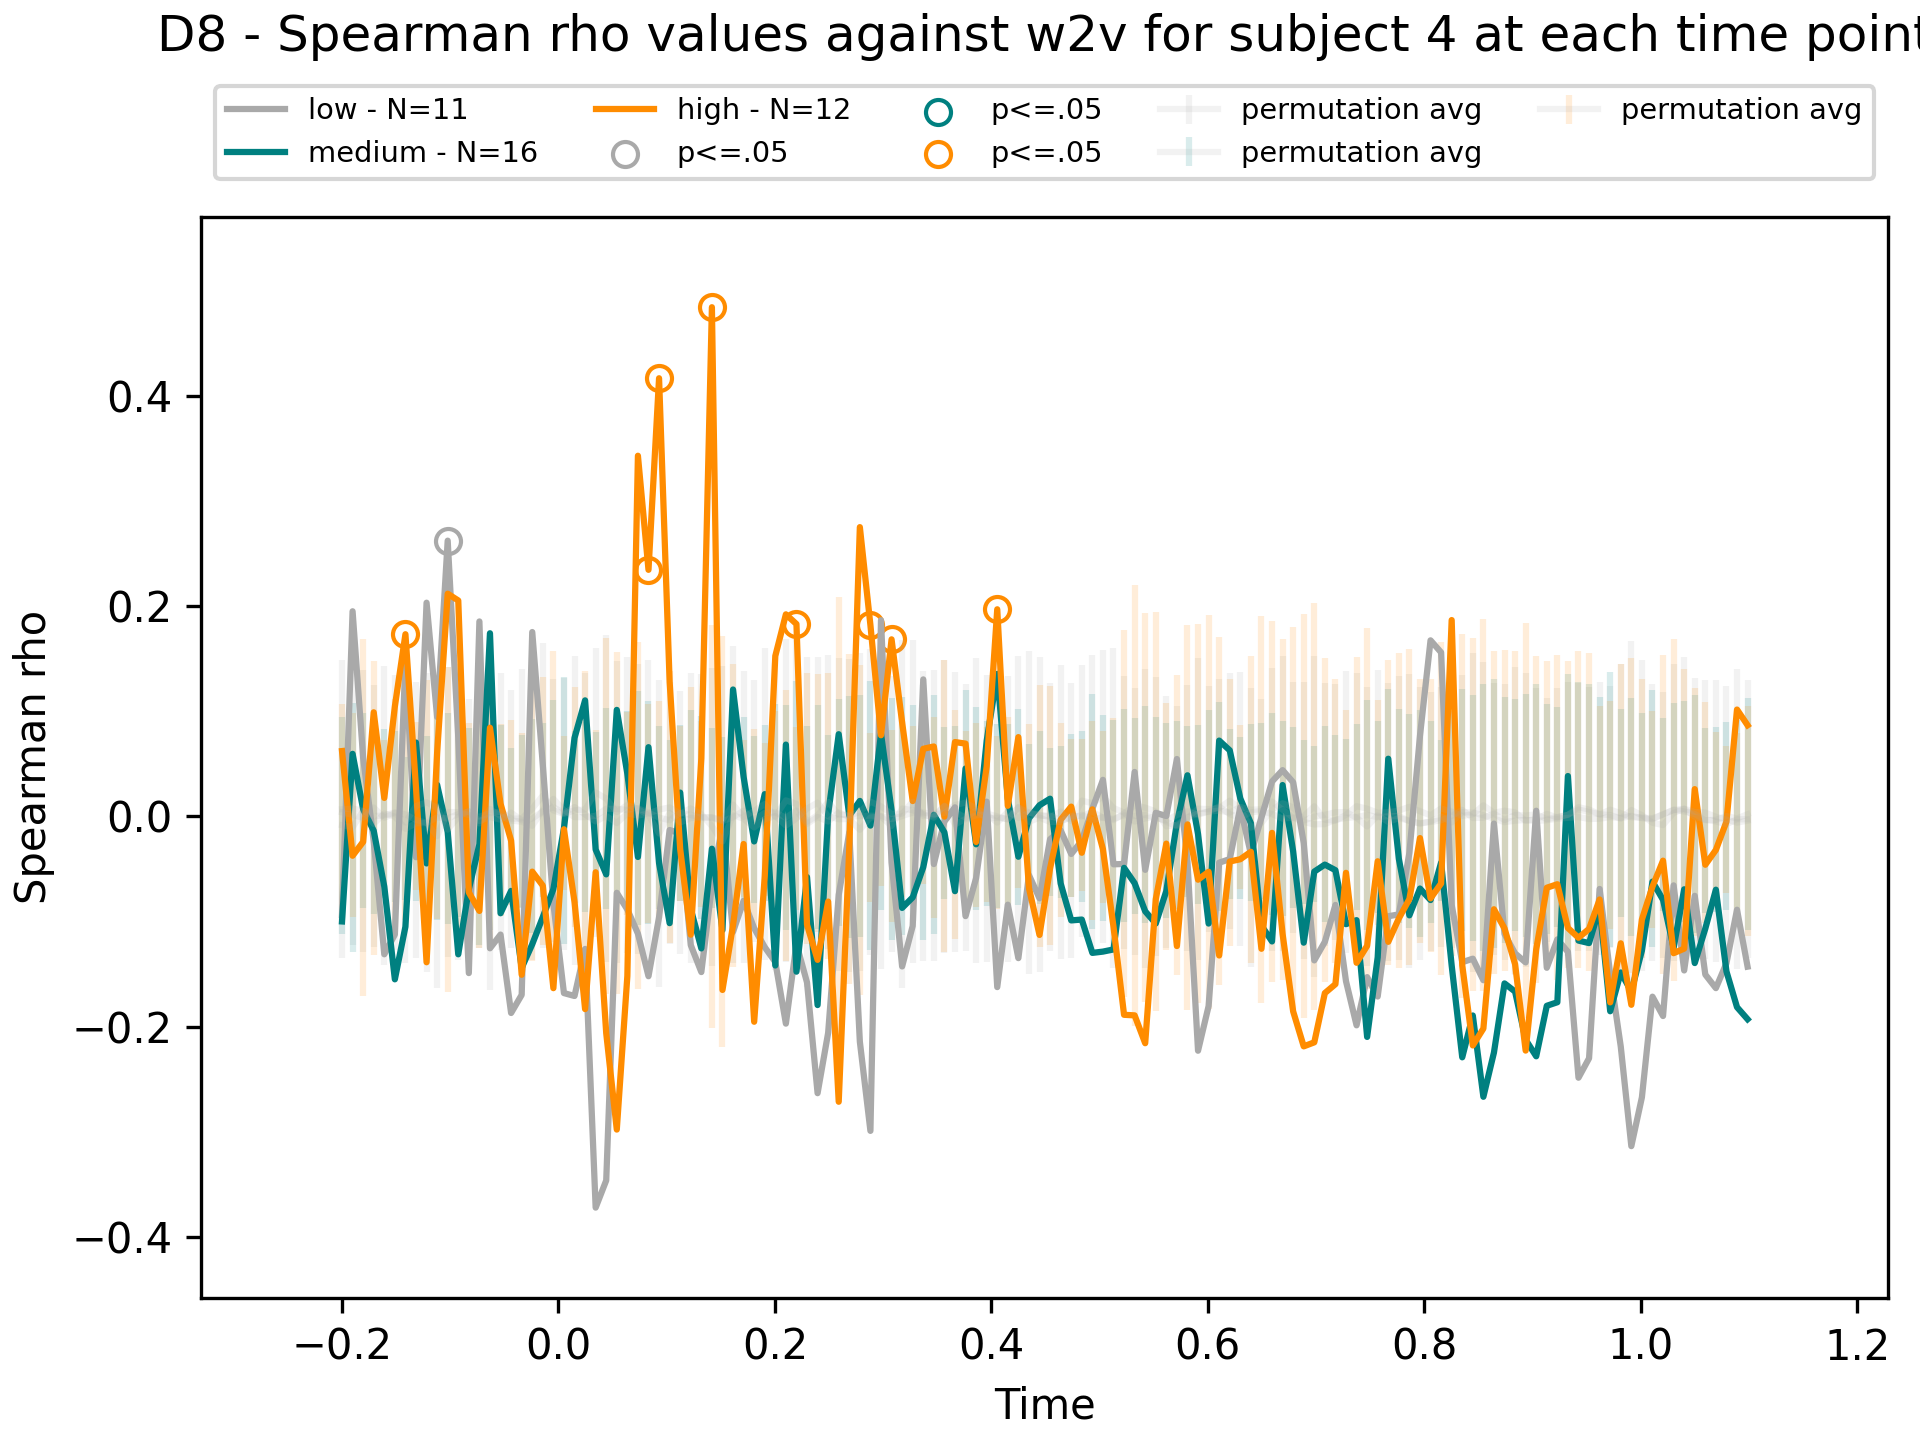 D8 - Spearman rho values against w2v for subject 4 at each time point
low - N=11 high - N=12 p<=.05 permutation avg permutation avg
medium - N=16 p<=.05 p<=.05 permutation avg
Spearman rho
0.4
0.2
0.0
−0.2
−0.4
−0.2 0.0 0.2 0.4 0.6 0.8 1.0 1.2
Time